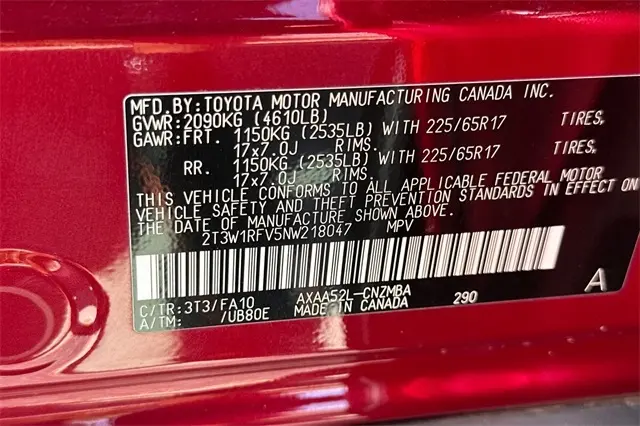 MFD.BY:TOYOTA MOTOR MANUFACTURING CANADA INC.
GVWR:2090KG (4610LB)
GAWR:FRT. 1150KG (2535LB) WITH 225/65R17 TIRES,
17x7.0J RIMS.
RR. 1150KG (2535LB) WITH 225/65R17 TIRES,
17x7.0J RIMS.
THIS VEHICLE CONFORMS TO ALL APPLICABLE FEDERAL MOTOR
VEHICLE SAFETY AND THEFT PREVENTION STANDARDS IN EFFECT ON
THE DATE OF MANUFACTURE SHOWN ABOVE.
2T3W1RFV5NW218047 MPV
C/TR:3T3/FA10 AXAA52L-CNZMBA 290 A
A/TM: /UB80E MADE IN CANADA